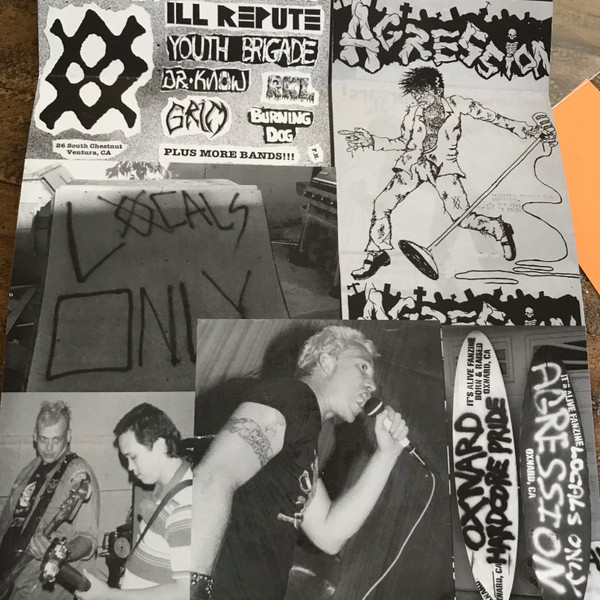 ILL REPUTE
YOUTH BRIGADE
DR. KNOW
RKL
GRIM
BURNING
DOG
26 South Chestnut
Ventura, CA
PLUS MORE BANDS!!!
AGRESSION
LOCALS
ONLY
AGRESSION
IT'S ALIVE FANZINE
BORN & RAISED
OXNARD, CA
OXNARD
HARDCORE PRIDE
IT'S ALIVE FANZINE
LOCALS ONLY
AGRESSION
OXNARD, CA